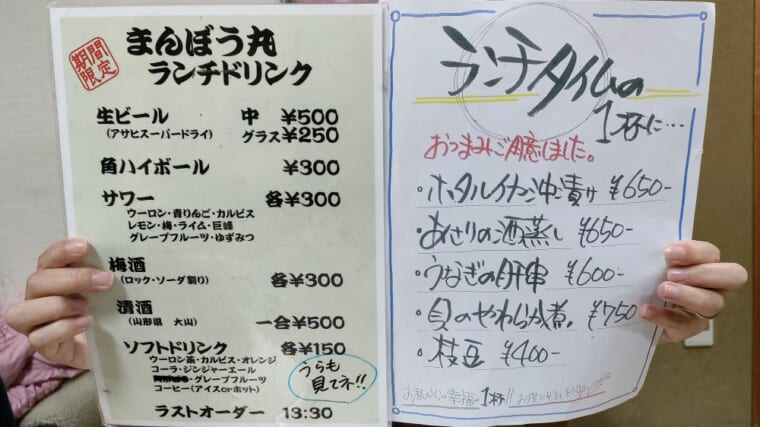 期間
限定
まんぼう丸
ランチドリンク
生ビール 中 ¥500
(アサヒスーパードライ) グラス¥250
角ハイボール ¥300
サワー 各¥300
ウーロン・青りんご・カルピス
レモン・梅・ライム・巨峰
グレープフルーツ・ゆずみつ
梅酒
(ロック・ソーダ割り) 各¥300
清酒
(山形県 大山) 一合¥500
ソフトドリンク 各¥150
ウーロン茶・カルピス・オレンジ
コーラ・ジンジャーエール
・グレープフルーツ
コーヒー(アイスorホット)
ラストオーダー 13:30
うらも
見てネ!!
ランチタイムの
1杯に…
おつまみご用意しました。
・ホタルイカ沖漬け ¥650-
・あさりの酒蒸し ¥650-
・うなぎの肝串 ¥600-
・貝のやわらか煮 ¥750
・枝豆 ¥400-
お昼からの幸福の1杯!!